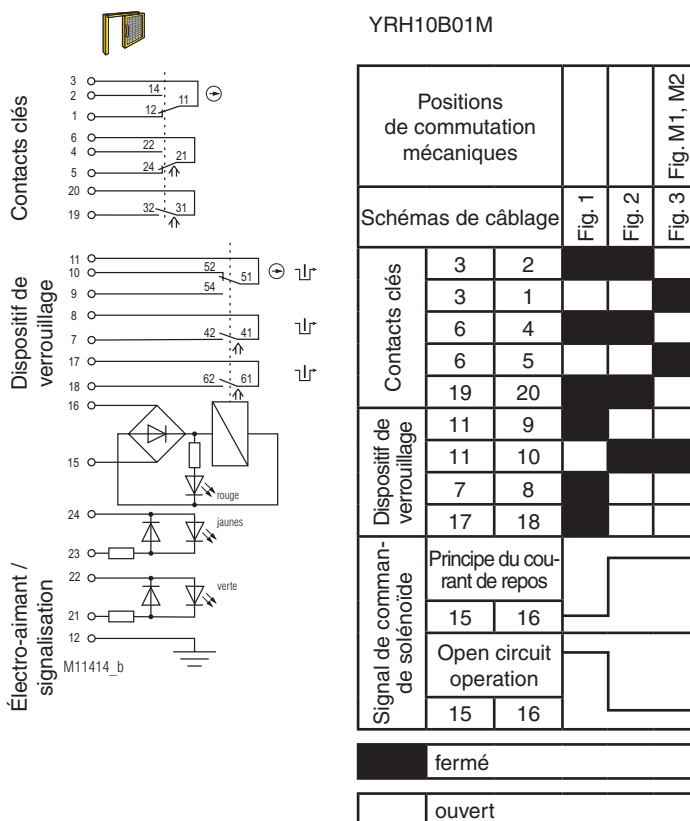 YRH10B01M
Contacts clés
3
2
1
14
12
11
6
4
5
22
24
21
20
19
32
31
Dispositif de
verrouillage
11
10
9
52
54
51
8
7
42
41
17
18
62
61
16
15
rouge
Électro-aimant /
signalisation
24
23
jaunes
22
21
verte
12
M11414_b
Positions
de commutation
mécaniques
Fig. M1, M2
Schémas de câblage
Fig. 1
Fig. 2
Fig. 3
Contacts clés
3 2
3 1
6 4
6 5
19 20
Dispositif de
verrouillage
11 9
11 10
7 8
17 18
Signal de comman-
de solénoïde
Principe du cou-
rant de repos
15 16
Open circuit
operation
15 16
fermé
ouvert